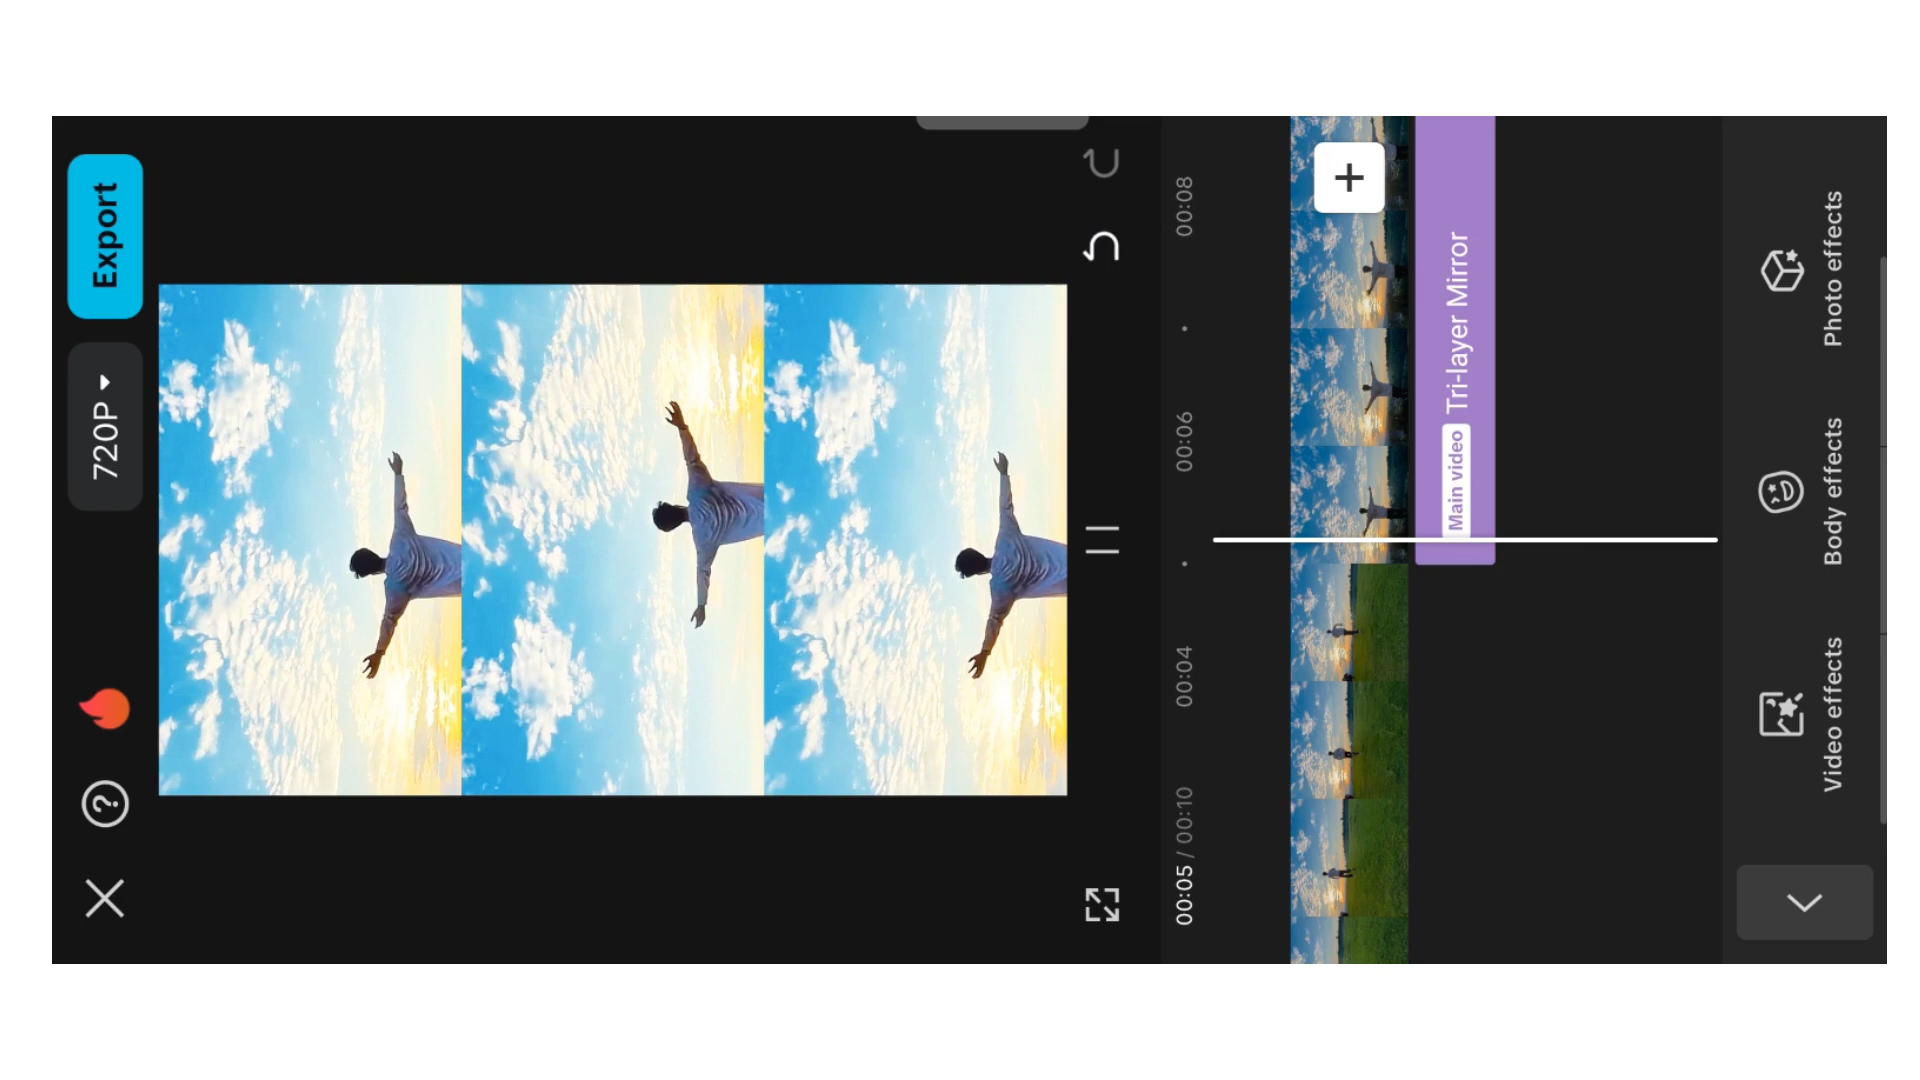 720P
Export
00:05 / 00:10
00:04
00:06
00:08
Main video Tri-layer Mirror
Video effects
Body effects
Photo effects